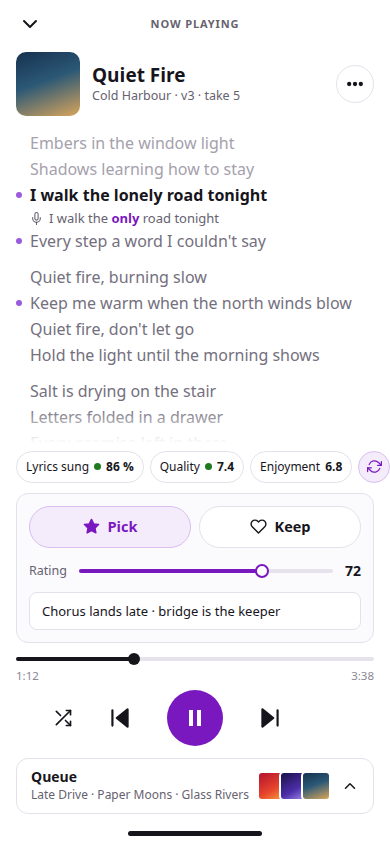 NOW PLAYING
Quiet Fire
Cold Harbour · v3 · take 5
Embers in the window light
Shadows learning how to stay
I walk the lonely road tonight
I walk the only road tonight
Every step a word I couldn't say
Quiet fire, burning slow
Keep me warm when the north winds blow
Quiet fire, don't let go
Hold the light until the morning shows
Salt is drying on the stair
Letters folded in a drawer
Lyrics sung 86 % Quality 7.4 Enjoyment 6.8
Pick Keep
Rating 72
Chorus lands late · bridge is the keeper
1:12 3:38
Queue
Late Drive · Paper Moons · Glass Rivers